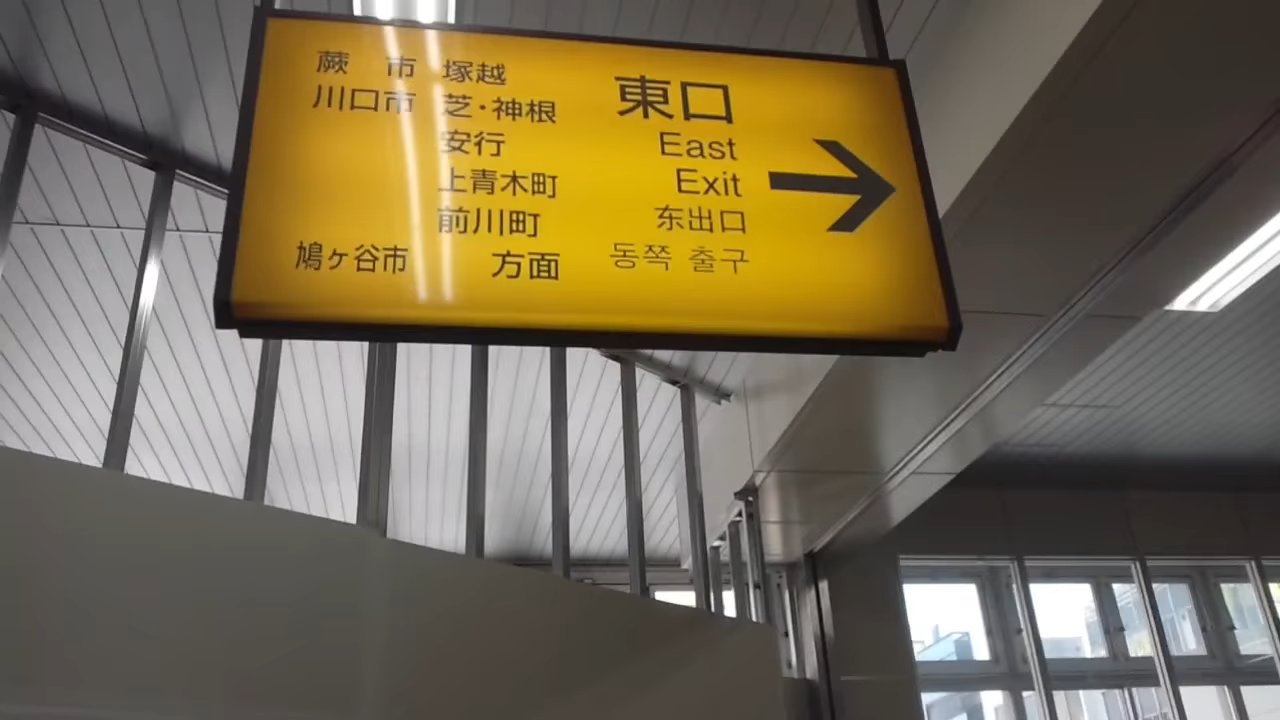 蕨 市 塚越
川口市 芝・神根
安行
上青木町
前川町
鳩ヶ谷市 方面
東口
East
Exit
东出口
동쪽 출구